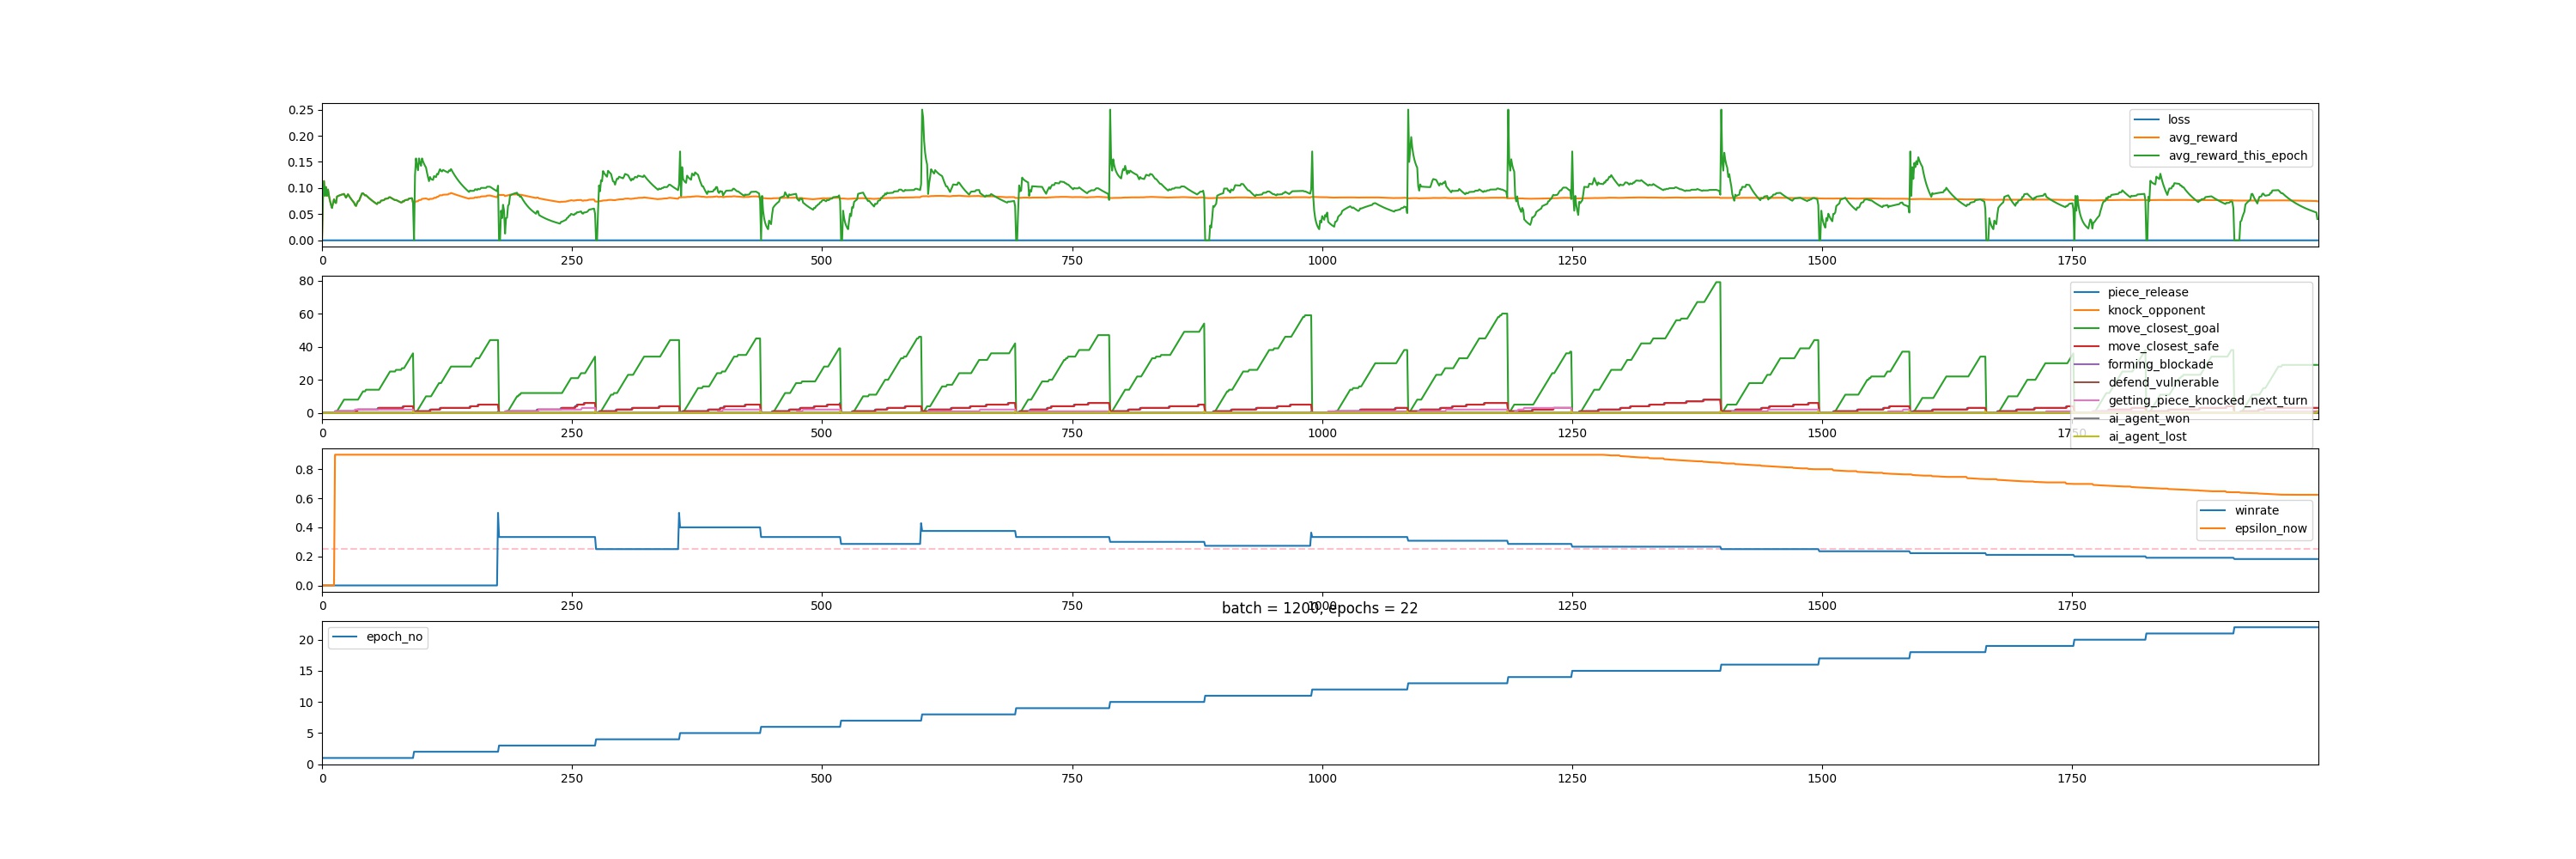 0.25
0.20
0.15
0.10
0.05
0.00
loss
avg_reward
avg_reward_this_epoch
0 250 500 750 1000 1250 1500 1750
80
60
40
20
0
piece_release
knock_opponent
move_closest_goal
move_closest_safe
forming_blockade
defend_vulnerable
getting_piece_knocked_next_turn
ai_agent_won
ai_agent_lost
0 250 500 750 1000 1250 1500 1750
0.8
0.6
0.4
0.2
0.0
winrate
epsilon_now
0 250 500 750 1000 1250 1500 1750
batch = 1200, epochs = 22
20
15
10
5
0
epoch_no
0 250 500 750 1000 1250 1500 1750